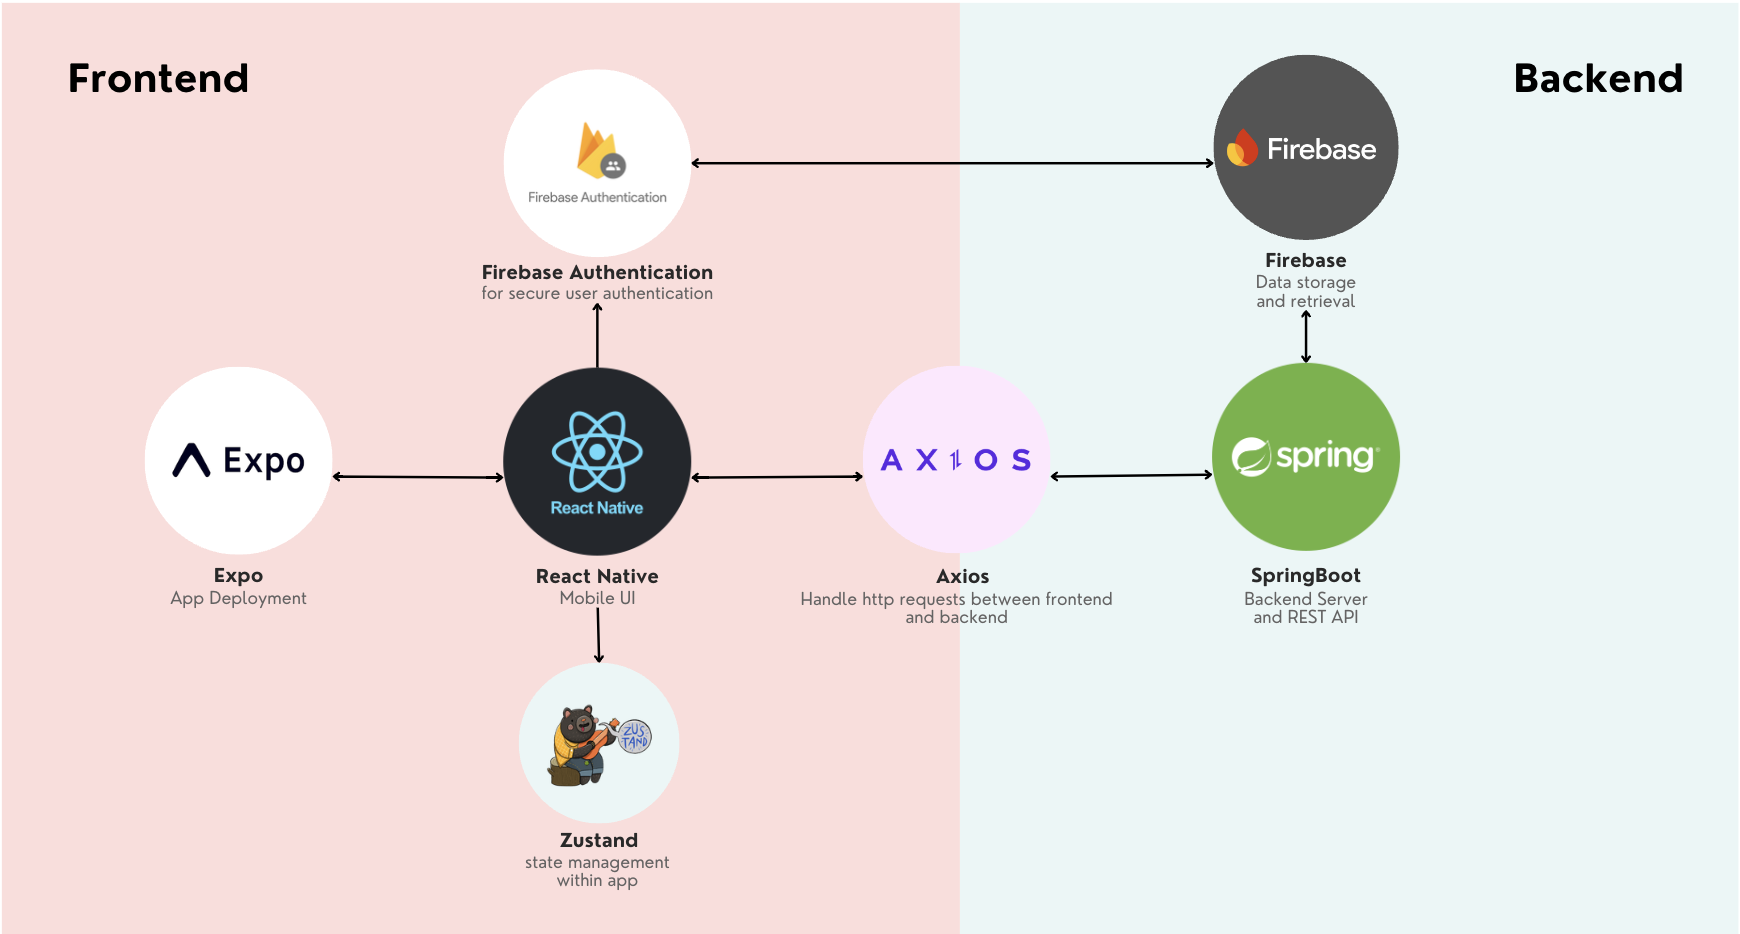 Frontend
Backend
Firebase Authentication
Firebase Authentication
for secure user authentication
Firebase
Firebase
Data storage
and retrieval
Expo
Expo
App Deployment
React Native
React Native
Mobile UI
AXIOS
Axios
Handle http requests between frontend
and backend
spring
SpringBoot
Backend Server
and REST API
ZUS
TAND
Zustand
state management
within app